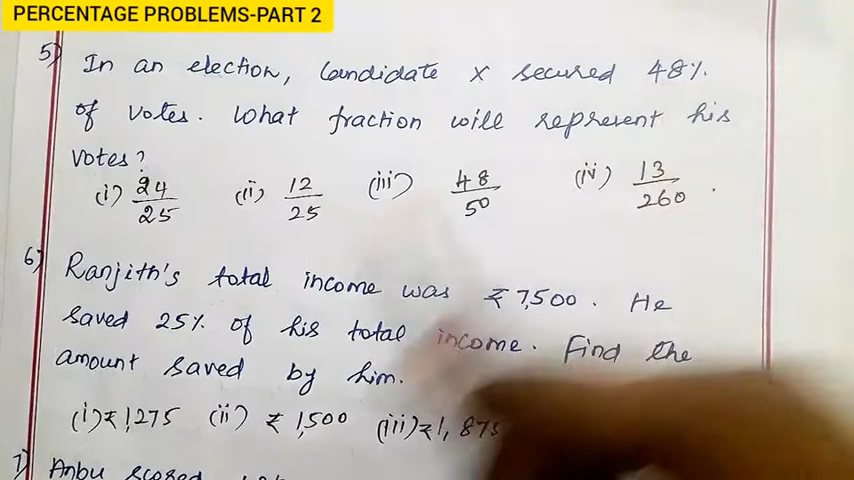 PERCENTAGE PROBLEMS-PART 2
5) In an election, Candidate X secured 48%
of votes. What fraction will represent his
votes?
(i) 24/25 (ii) 12/25 (iii) 48/50 (iv) 13/260 .
6) Ranjith's total income was ₹ 7,500. He
saved 25% of his total income. Find the
amount saved by him.
(i) ₹ 1,275 (ii) ₹ 1,500 (iii) ₹ 1,875
7) Anbu scored